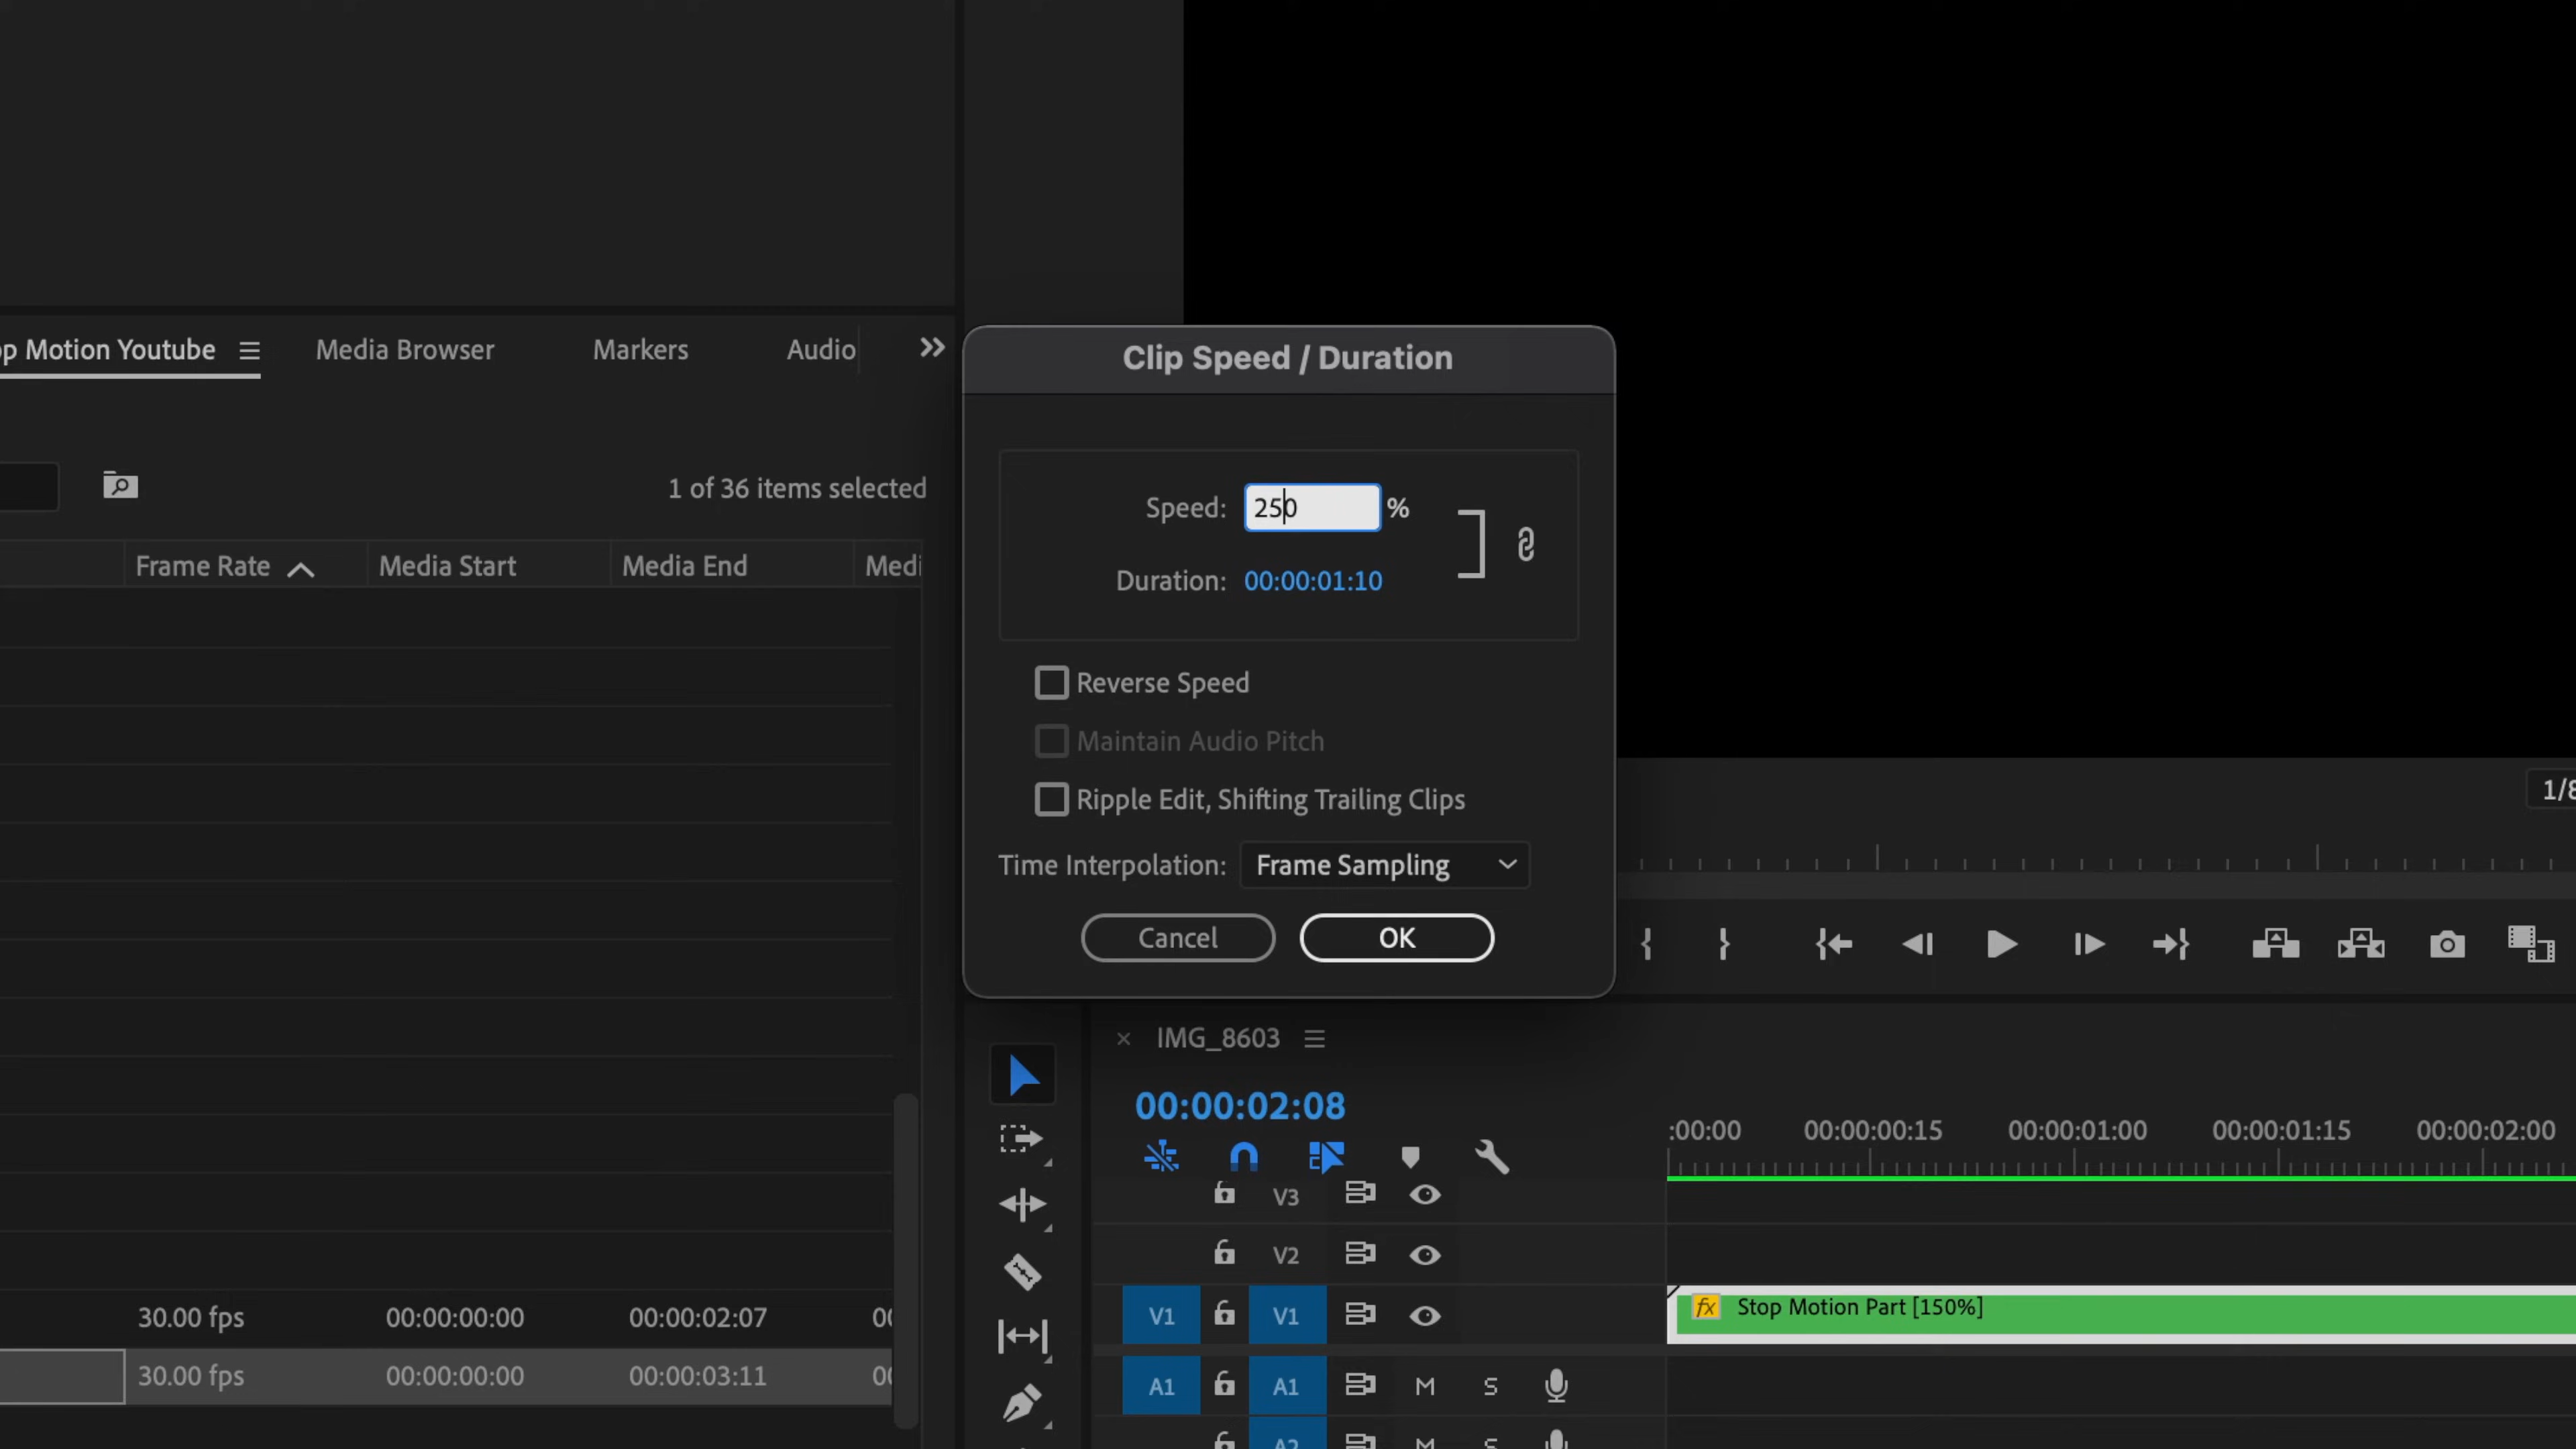 p Motion Youtube
Media Browser
Markers
Audio
1 of 36 items selected
Frame Rate
Media Start
Media End
Medi
30.00 fps
00:00:00:00
00:00:02:07
30.00 fps
00:00:00:00
00:00:03:11
Clip Speed / Duration
Speed: 250 %
Duration: 00:00:01:10
Reverse Speed
Maintain Audio Pitch
Ripple Edit, Shifting Trailing Clips
Time Interpolation: Frame Sampling
Cancel
OK
1/8
IMG_8603
00:00:02:08
:00:00
00:00:00:15
00:00:01:00
00:00:01:15
00:00:02:00
V3
V2
V1
V1
fx Stop Motion Part [150%]
A1
A1
M
S
A2
M
S